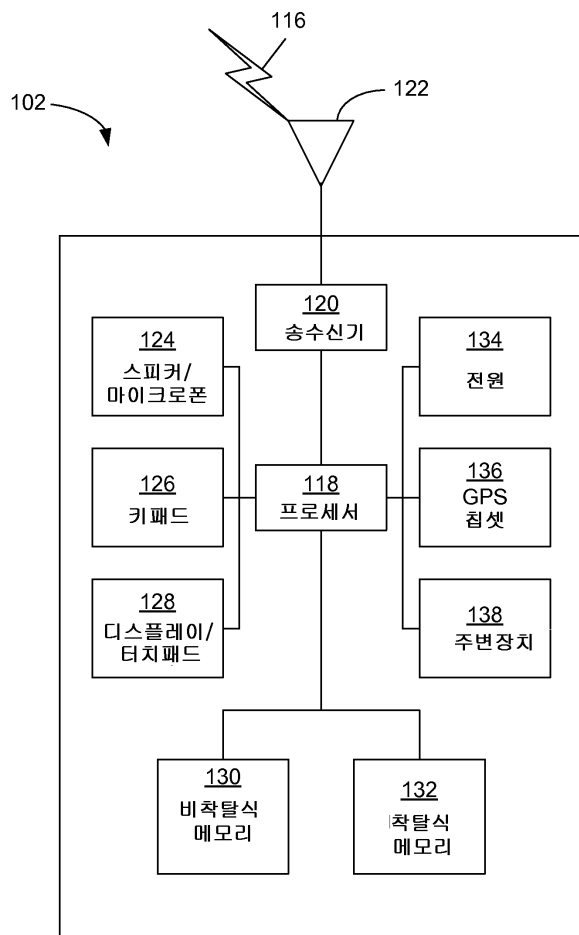 116
102
122
120
송수신기
124
스피커/
마이크로폰
134
전원
126
키패드
118
프로세서
136
GPS
칩셋
128
디스플레이/
터치패드
138
주변장치
130
비착탈식
메모리
132
착탈식
메모리